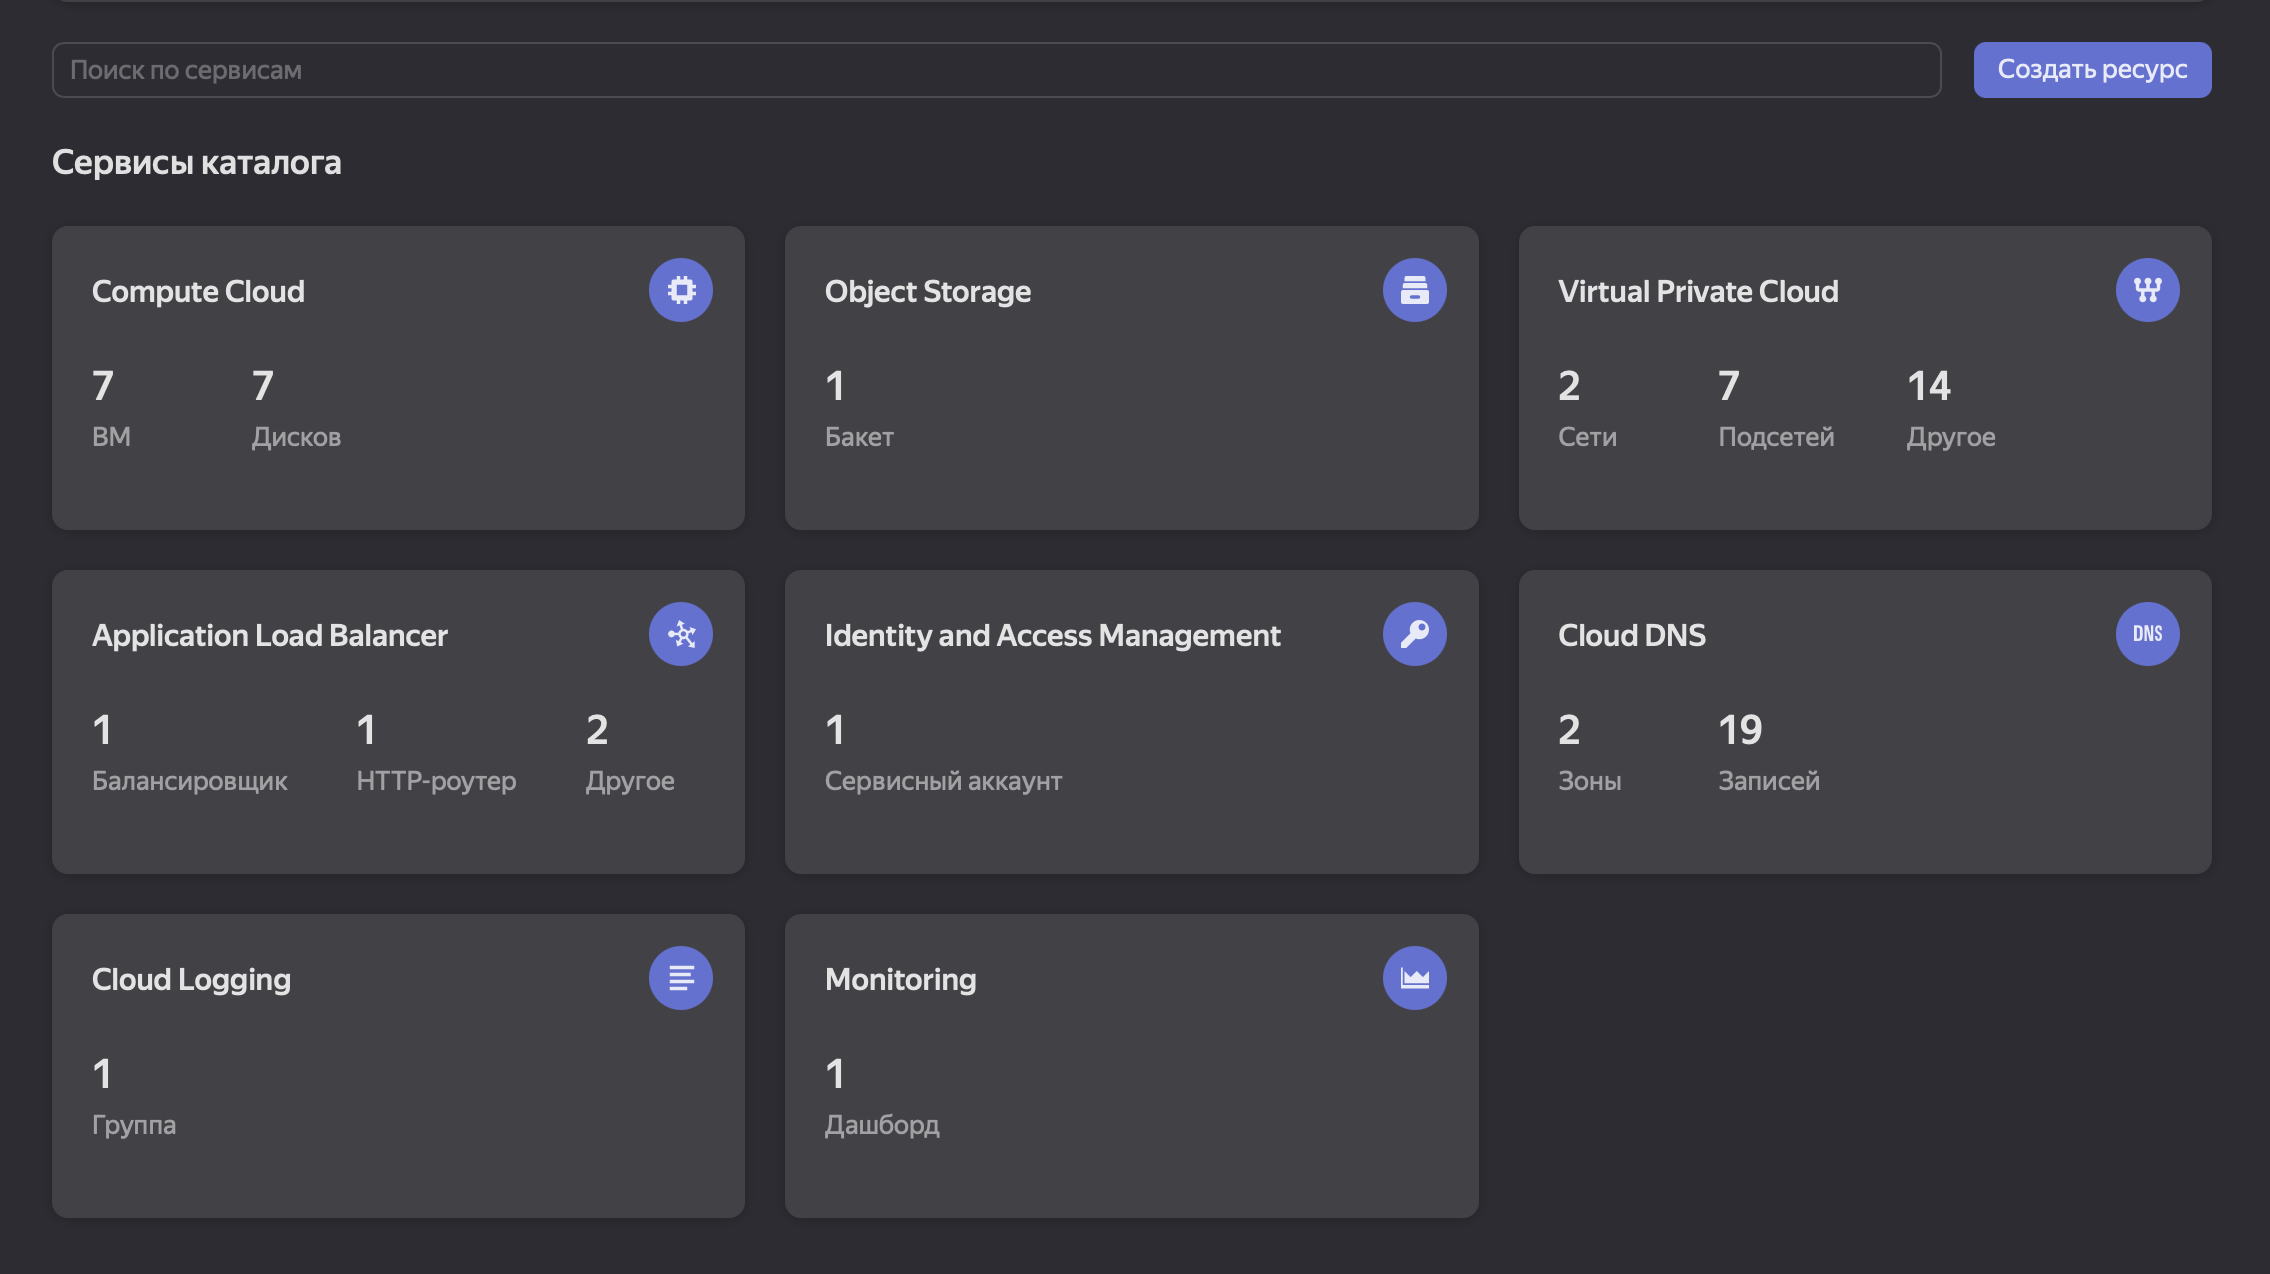 Поиск по сервисам
Создать ресурс
Сервисы каталога
Compute Cloud
7 7
ВМ Дисков
Object Storage
1
Бакет
Virtual Private Cloud
2 7 14
Сети Подсетей Другое
Application Load Balancer
1 1 2
Балансировщик HTTP-роутер Другое
Identity and Access Management
1
Сервисный аккаунт
Cloud DNS
DNS
2 19
Зоны Записей
Cloud Logging
1
Группа
Monitoring
1
Дашборд